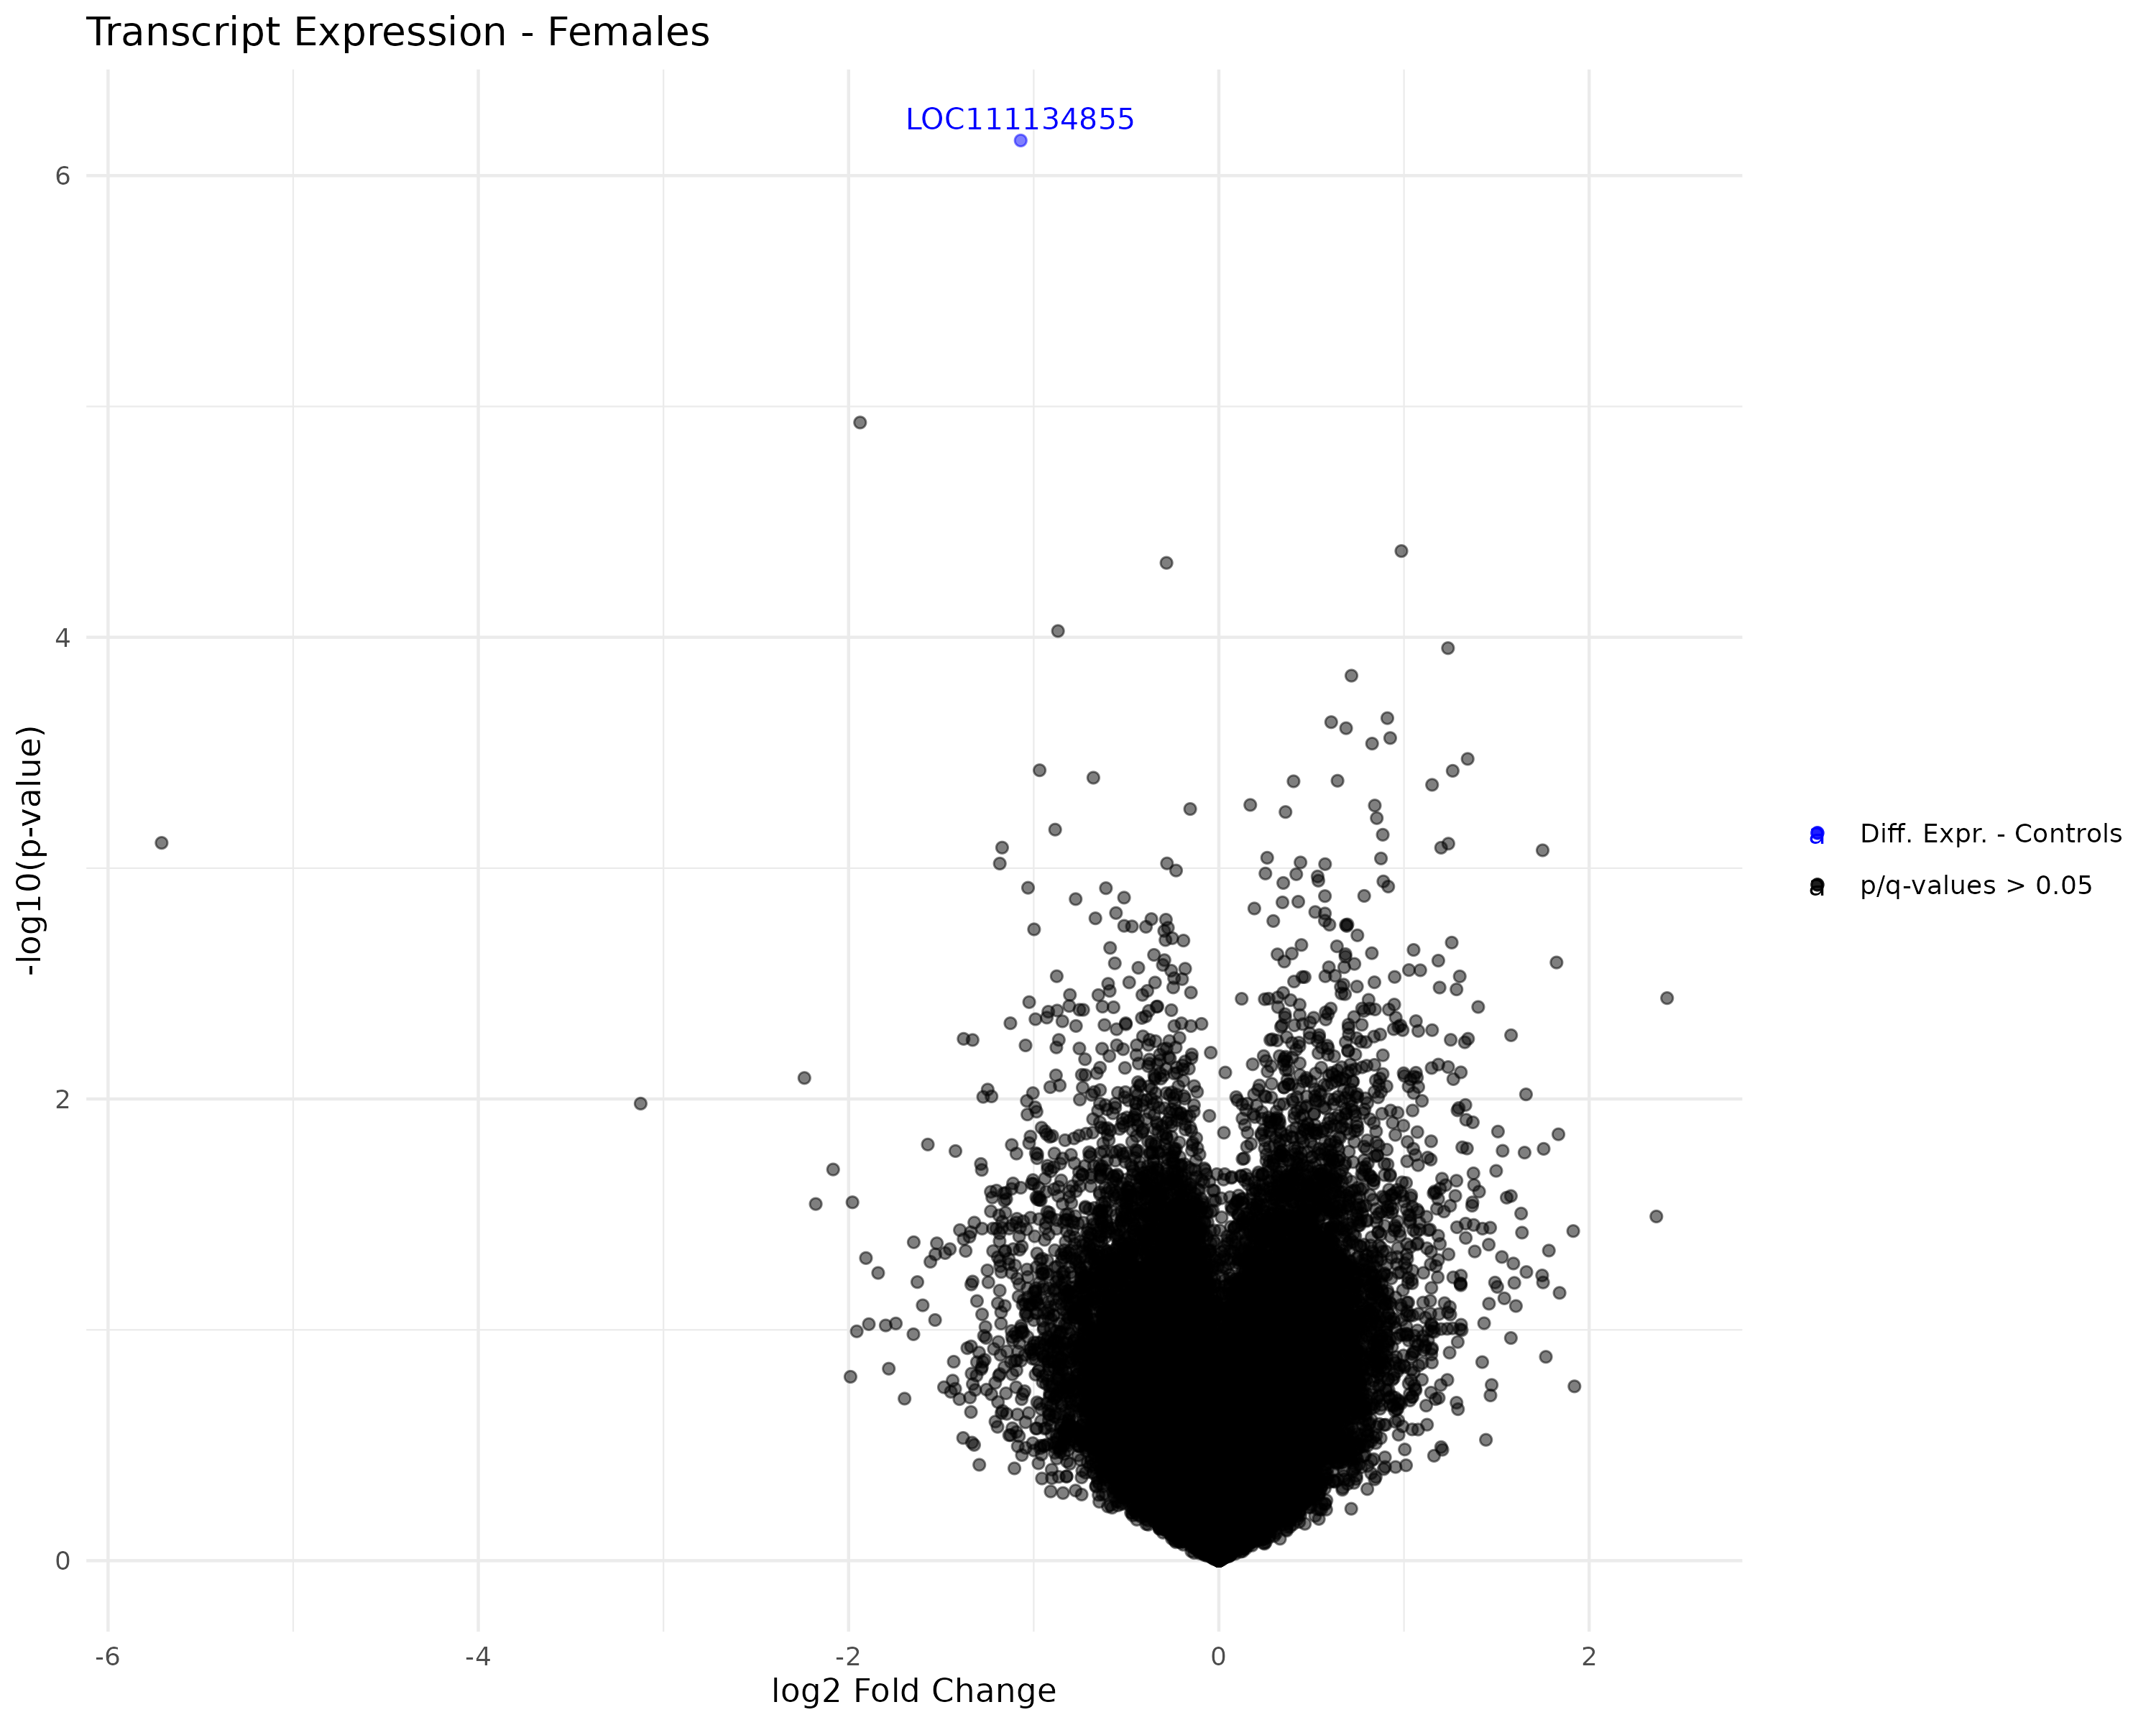 Transcript Expression - Females
LOC111134855
6
4
2
0
-log10(p-value)
-6
-4
-2
0
2
log2 Fold Change
a
Diff. Expr. - Controls
a
p/q-values > 0.05